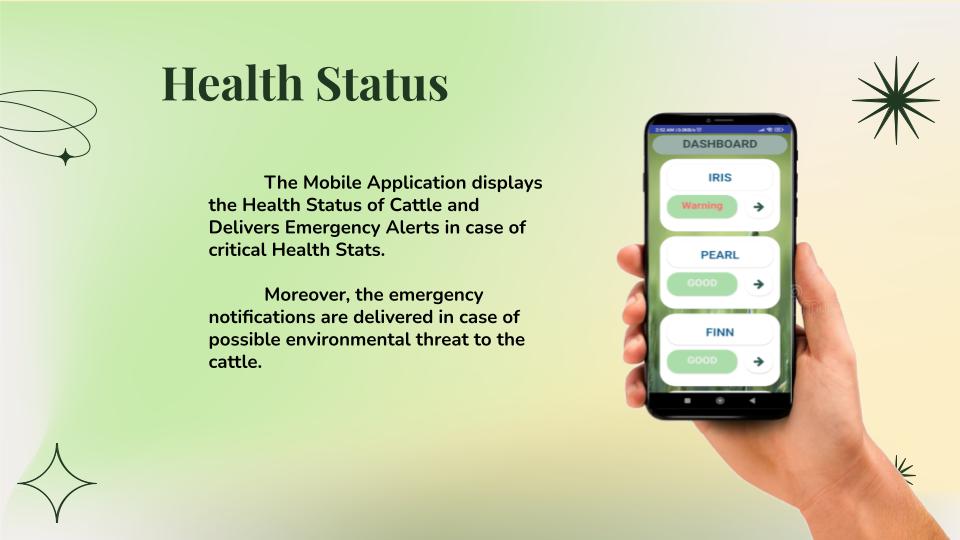 Health Status
The Mobile Application displays
the Health Status of Cattle and
Delivers Emergency Alerts in case of
critical Health Stats.
Moreover, the emergency
notifications are delivered in case of
possible environmental threat to the
cattle.
DASHBOARD
IRIS
Warning
PEARL
GOOD
FINN
GOOD